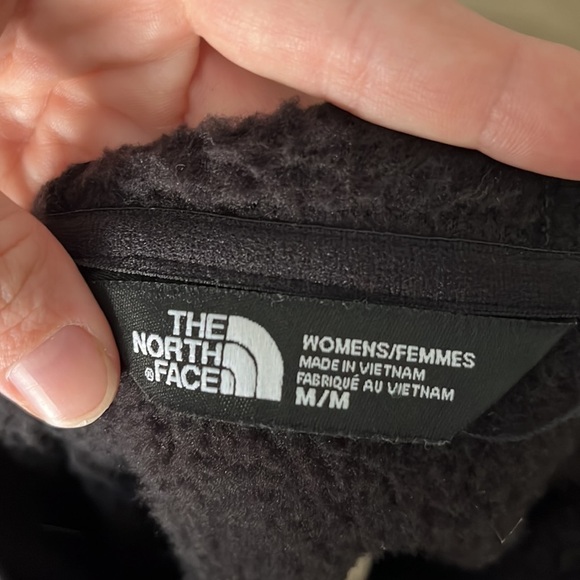 THE
NORTH
®FACE
WOMENS/FEMMES
MADE IN VIETNAM
FABRIQUÉ AU VIETNAM
M/M